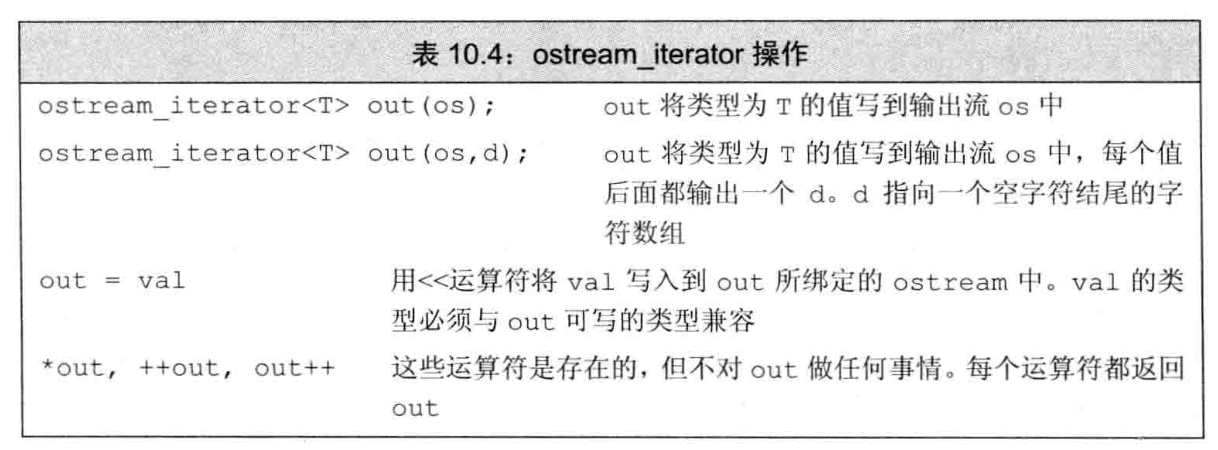 表 10.4：ostream_iterator 操作
ostream_iterator<T> out(os); out 将类型为 T 的值写到输出流 os 中
ostream_iterator<T> out(os,d); out 将类型为 T 的值写到输出流 os 中，每个值
后面都输出一个 d。d 指向一个空字符结尾的字
符数组
out = val 用<<运算符将 val 写入到 out 所绑定的 ostream 中。val 的类
型必须与 out 可写的类型兼容
*out, ++out, out++ 这些运算符是存在的，但不对 out 做任何事情。每个运算符都返回
out